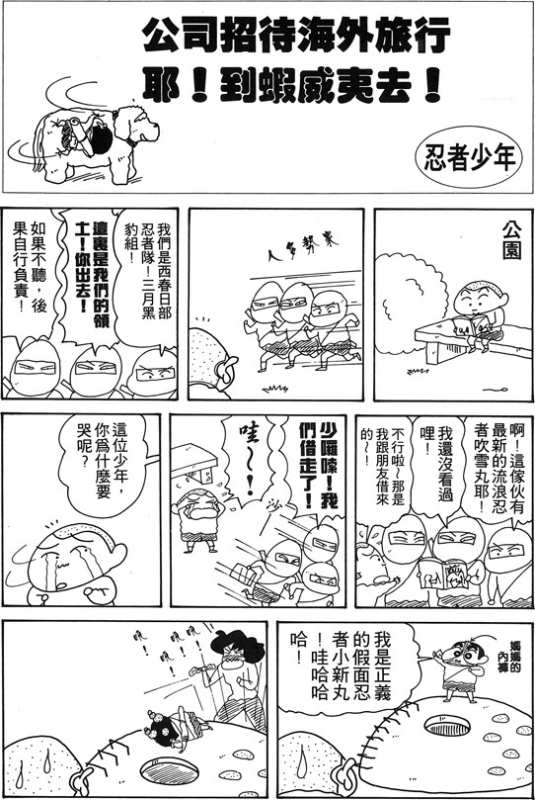 公司招待海外旅行
耶！到蝦威夷去！
忍者少年
公園
人多勢衆
我們是西春日部
忍者隊！三月黑
豹組！
這裏是我們的領
土！你出去！
如果不聽，後
果自行負責！
啊！這傢伙有
最新的流浪忍
者吹雪丸耶！
我還沒看過
哩！
不行啦～那是
我跟朋友借來
的～！
少囉嗦！我
們借走了！
哇～！
這位少年，
你爲什麼要
哭呢？
媽媽的
內褲
我是正義
的假面忍
者小新丸
！哇哈哈
哈！